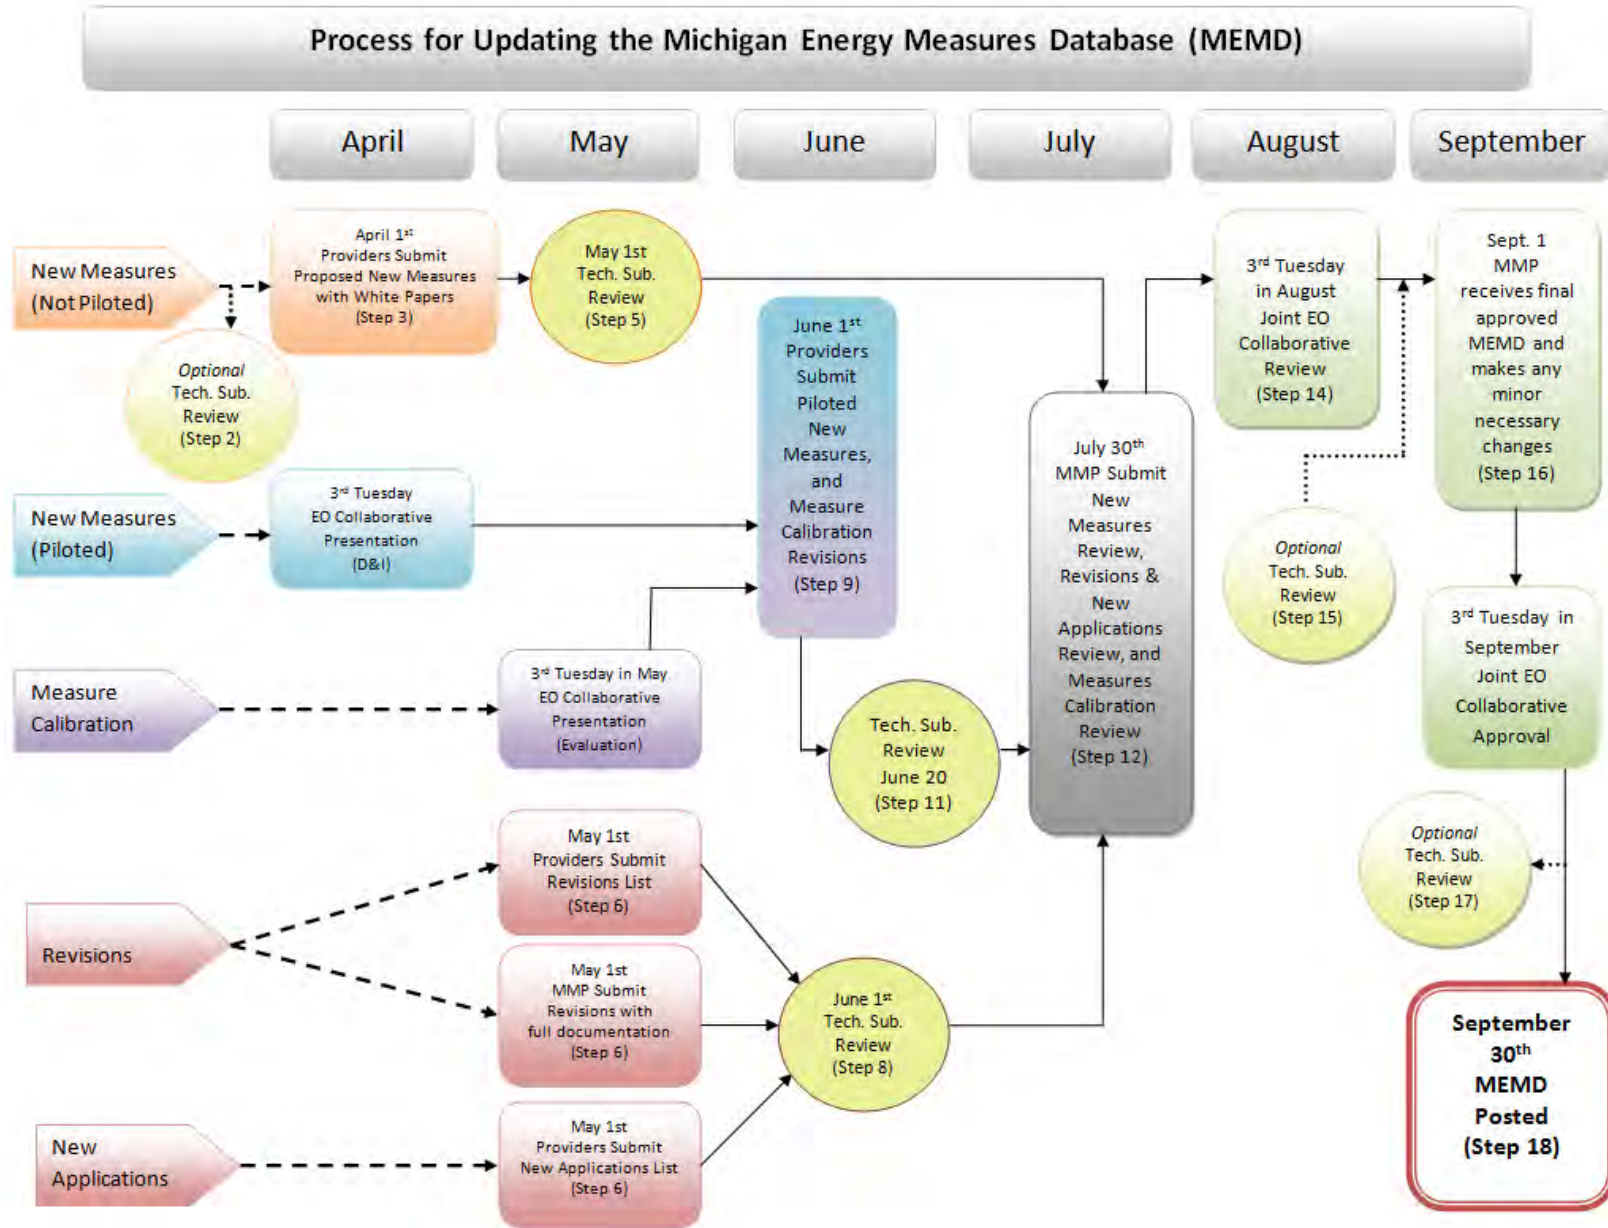 Process for Updating the Michigan Energy Measures Database (MEMD)
April
May
June
July
August
September
New Measures
(Not Piloted)
April 1st
Providers Submit
Proposed New Measures
with White Papers
(Step 3)
May 1st
Tech. Sub.
Review
(Step 5)
Optional
Tech. Sub.
Review
(Step 2)
New Measures
(Piloted)
3rd Tuesday
EO Collaborative
Presentation
(D&I)
June 1st
Providers
Submit
Piloted
New
Measures,
and
Measure
Calibration
Revisions
(Step 9)
Measure
Calibration
3rd Tuesday in May
EO Collaborative
Presentation
(Evaluation)
Tech. Sub.
Review
June 20
(Step 11)
Revisions
May 1st
Providers Submit
Revisions List
(Step 6)
May 1st
MMP Submit
Revisions with
full documentation
(Step 6)
New
Applications
May 1st
Providers Submit
New Applications List
(Step 6)
June 1st
Tech. Sub.
Review
(Step 8)
July 30th
MMP Submit
New
Measures
Review,
Revisions &
New
Applications
Review, and
Measures
Calibration
Review
(Step 12)
3rd Tuesday
in August
Joint EO
Collaborative
Review
(Step 14)
Optional
Tech. Sub.
Review
(Step 15)
Sept. 1
MMP
receives final
approved
MEMD and
makes any
minor
necessary
changes
(Step 16)
3rd Tuesday in
September
Joint EO
Collaborative
Approval
Optional
Tech. Sub.
Review
(Step 17)
September
30th
MEMD
Posted
(Step 18)